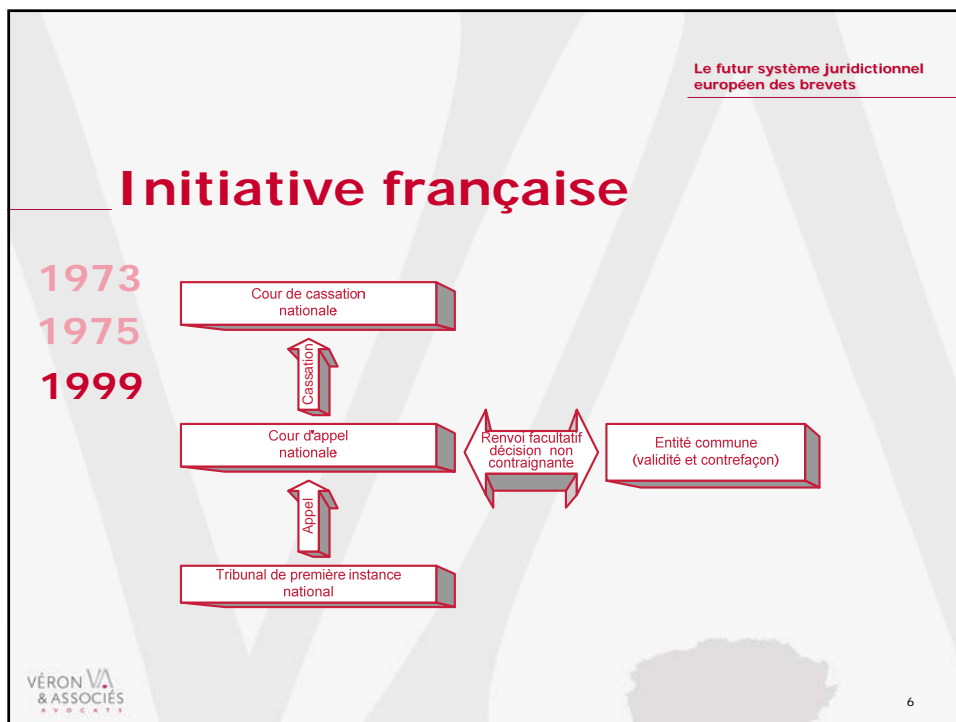 Le futur système juridictionnel
européen des brevets
Initiative française
1973
1975
1999
Cour de cassation
nationale
Cassation
Cour d'appel
nationale
Renvoi facultatif
décision non
contraignante
Entité commune
(validité et contrefaçon)
Appel
Tribunal de première instance
national
VÉRON VA
& ASSOCIÉS
AVOCATS
6